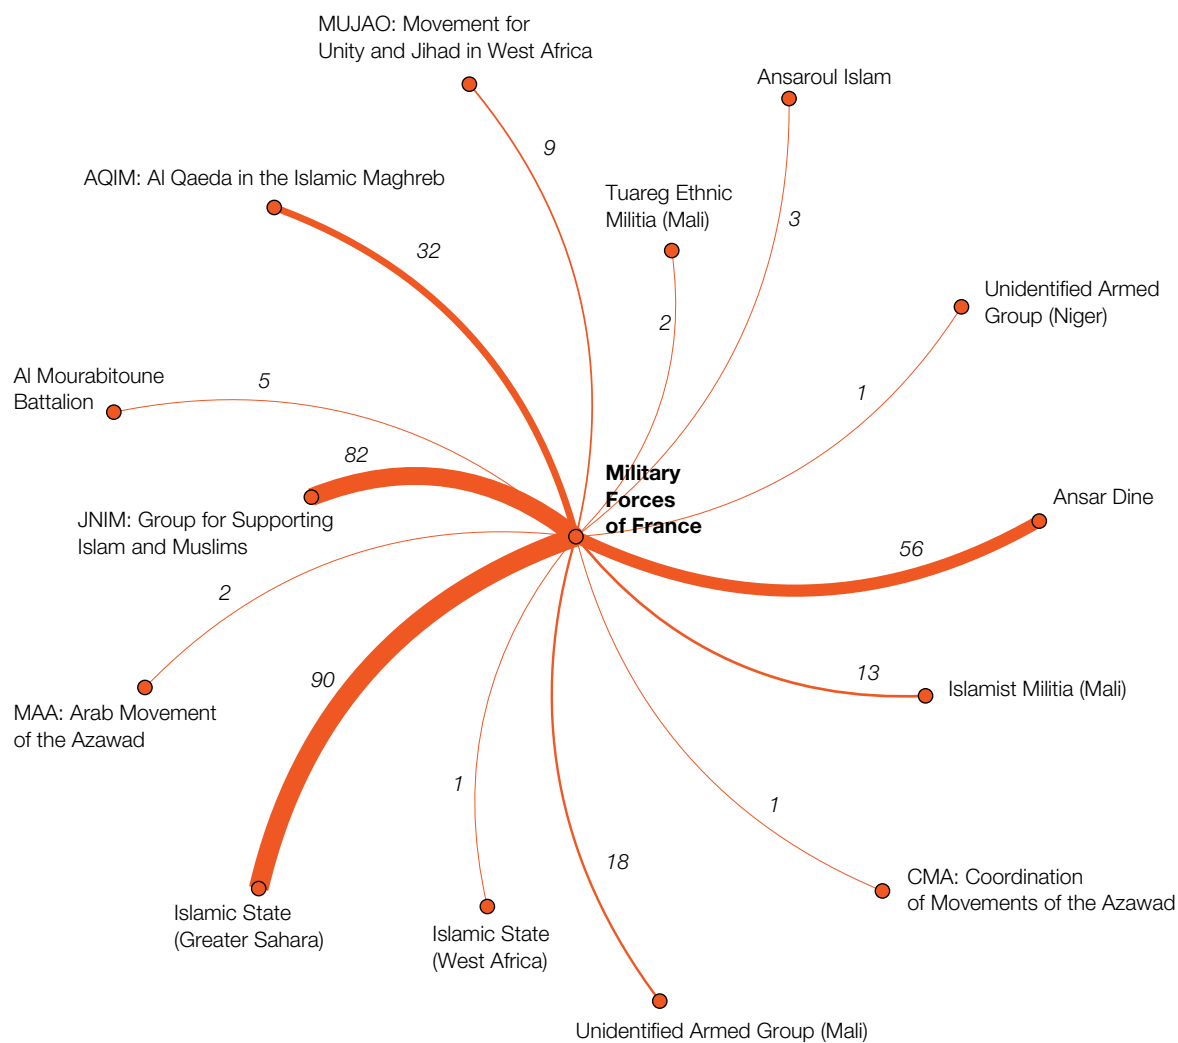 MUJAO: Movement for
Unity and Jihad in West Africa
Ansaroul Islam
9
AQIM: Al Qaeda in the Islamic Maghreb
Tuareg Ethnic
Militia (Mali)
3
32
Unidentified Armed
Group (Niger)
2
Al Mourabitoune
Battalion
5
1
82
Military
Forces
of France
Ansar Dine
JNIM: Group for Supporting
Islam and Muslims
56
2
90
13
Islamist Militia (Mali)
MAA: Arab Movement
of the Azawad
1
1
18
CMA: Coordination
of Movements of the Azawad
Islamic State
(Greater Sahara)
Islamic State
(West Africa)
Unidentified Armed Group (Mali)